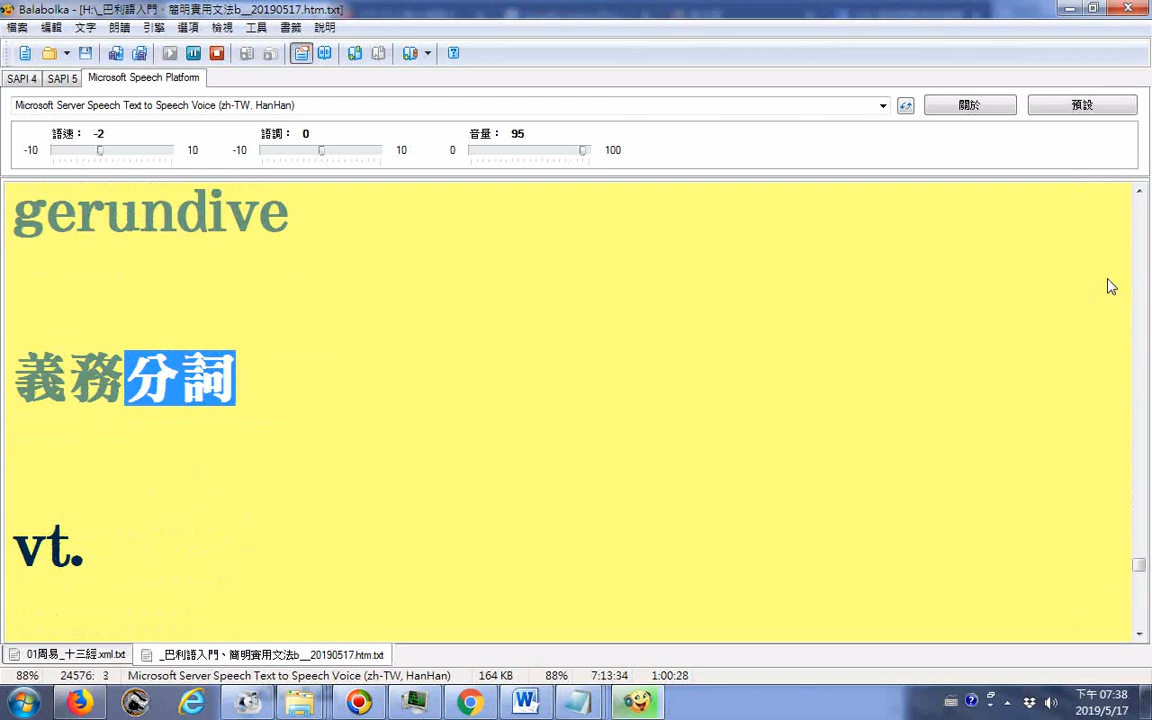 Balabolka - [H:\_巴利語入門、簡明實用文法b__20190517.htm.txt]
檔案 編輯 文字 朗讀 引擎 選項 檢視 工具 書籤 說明
SAPI 4 SAPI 5 Microsoft Speech Platform
Microsoft Server Speech Text to Speech Voice (zh-TW, HanHan) 關於 預設
語速： -2 語調： 0 音量： 95
-10 10 -10 10 0 100
gerundive
義務分詞
vt.
01周易_十三經.xml.txt _巴利語入門、簡明實用文法b__20190517.htm.txt
88% 24576: 3 Microsoft Server Speech Text to Speech Voice (zh-TW, HanHan) 164 KB 88% 7:13:34 1:00:28
下午 07:38
2019/5/17